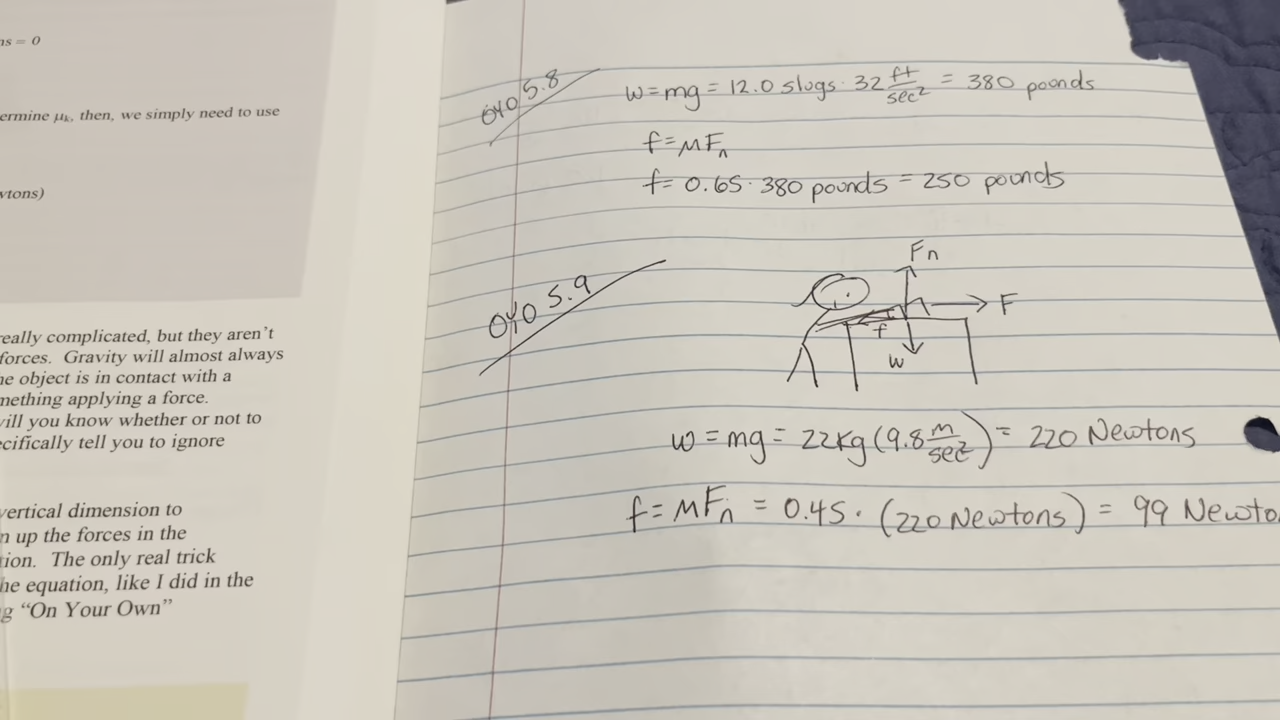 ns = 0
ermine μk, then, we simply need to use
vtons)
really complicated, but they aren't
forces. Gravity will almost always
ne object is in contact with a
mething applying a force.
vill you know whether or not to
ecifically tell you to ignore
vertical dimension to
n up the forces in the
tion. The only real trick
he equation, like I did in the
g "On Your Own"
OYO 5.8
w = mg = 12.0 slugs · 32 ft/sec² = 380 pounds
f = μFn
f = 0.65 · 380 pounds = 250 pounds
OYO 5.9
Fn
F
f
w
w = mg = 22kg (9.8 m/sec²) = 220 Newtons
f = μFn = 0.45 · (220 Newtons) = 99 Newto